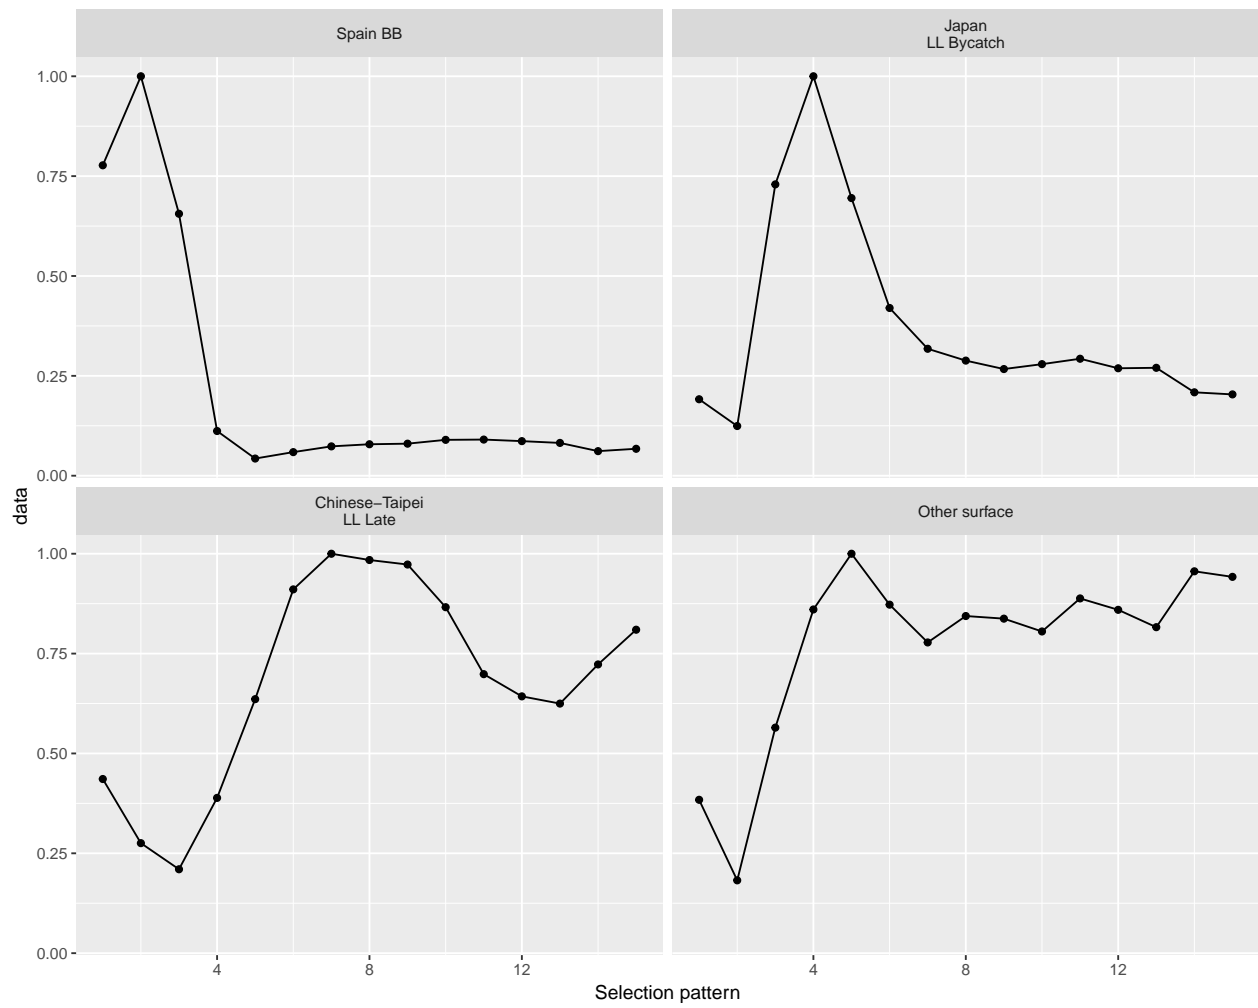 Spain BB
Japan
LL Bycatch
1.00
0.75
0.50
0.25
0.00
Chinese−Taipei
LL Late
Other surface
1.00
0.75
0.50
0.25
0.00
4
8
12
4
8
12
data
Selection pattern